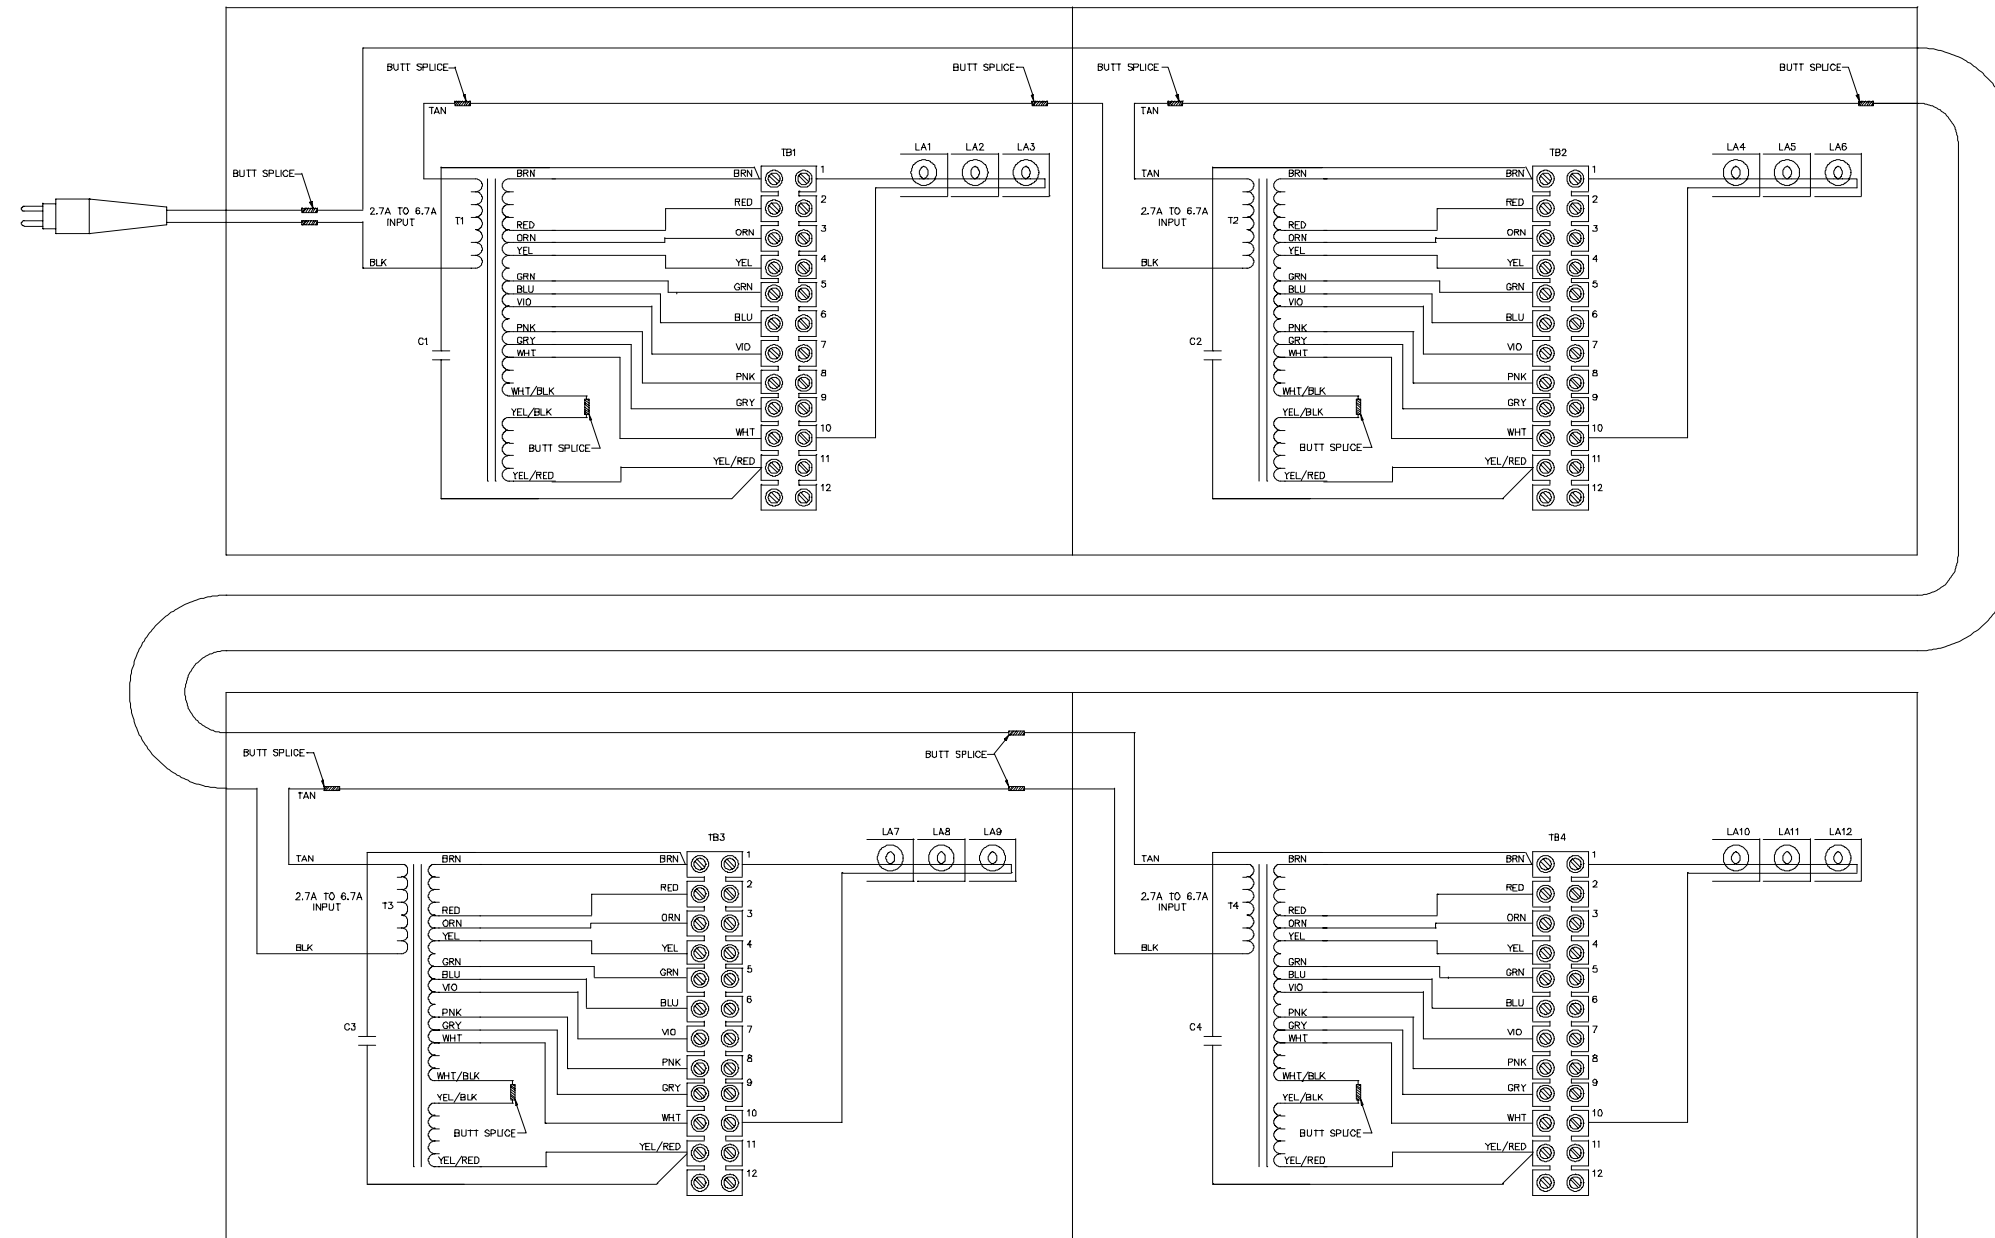 BUTT SPLICE
BUTT SPLICE
BUTT SPLICE
BUTT SPLICE
TAN
TAN
BUTT SPLICE
TB1
LA1 LA2 LA3
TAN
2.7A TO 6.7A
INPUT
T1
BLK
C1
BRN
RED
ORN
YEL
GRN
BLU
VIO
PNK
GRY
WHT
WHT/BLK
YEL/BLK
BUTT SPLICE
YEL/RED
BRN 1
RED 2
ORN 3
YEL 4
GRN 5
BLU 6
VIO 7
PNK 8
GRY 9
WHT 10
YEL/RED 11
12
TB2
LA4 LA5 LA6
2.7A TO 6.7A
INPUT
T2
BLK
C2
BRN
RED
ORN
YEL
GRN
BLU
VIO
PNK
GRY
WHT
WHT/BLK
YEL/BLK
BUTT SPLICE
YEL/RED
BRN 1
RED 2
ORN 3
YEL 4
GRN 5
BLU 6
VIO 7
PNK 8
GRY 9
WHT 10
YEL/RED 11
12
BUTT SPLICE
BUTT SPLICE
TAN
TB3
LA7 LA8 LA9
TAN
2.7A TO 6.7A
INPUT
T3
BLK
C3
BRN
RED
ORN
YEL
GRN
BLU
VIO
PNK
GRY
WHT
WHT/BLK
YEL/BLK
BUTT SPLICE
YEL/RED
BRN 1
RED 2
ORN 3
YEL 4
GRN 5
BLU 6
VIO 7
PNK 8
GRY 9
WHT 10
YEL/RED 11
12
TB4
LA10 LA11 LA12
TAN
2.7A TO 6.7A
INPUT
T4
BLK
C4
BRN
RED
ORN
YEL
GRN
BLU
VIO
PNK
GRY
WHT
WHT/BLK
YEL/BLK
BUTT SPLICE
YEL/RED
BRN 1
RED 2
ORN 3
YEL 4
GRN 5
BLU 6
VIO 7
PNK 8
GRY 9
WHT 10
YEL/RED 11
12